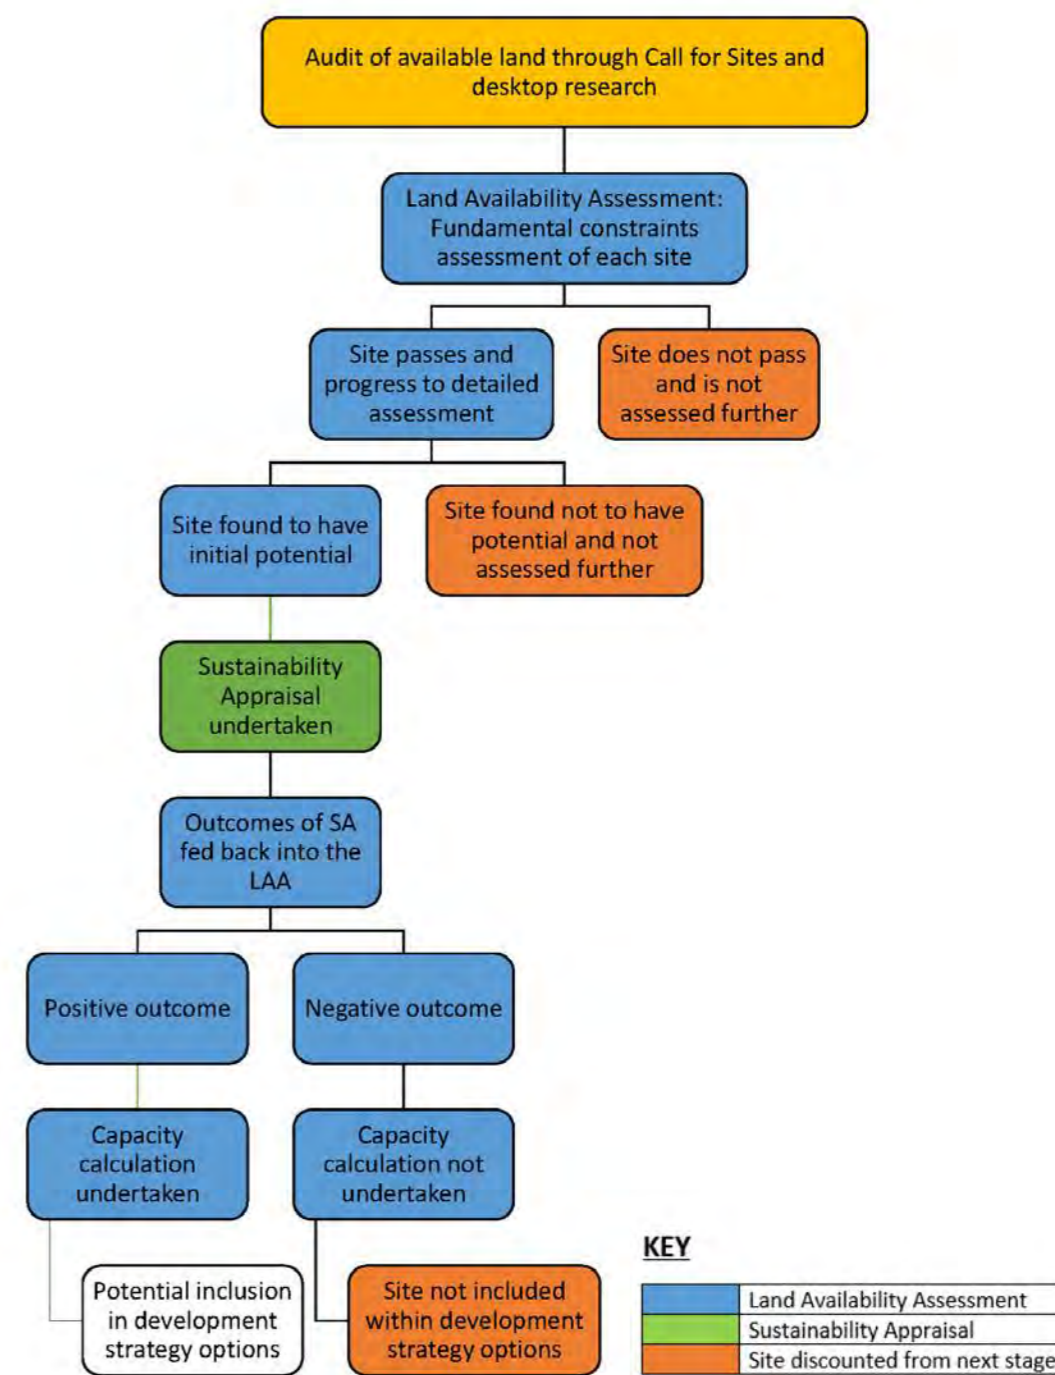 Audit of available land through Call for Sites and
desktop research
Land Availability Assessment:
Fundamental constraints
assessment of each site
Site passes and
progress to detailed
assessment
Site does not pass
and is not
assessed further
Site found to have
initial potential
Site found not to have
potential and not
assessed further
Sustainability
Appraisal
undertaken
Outcomes of SA
fed back into the
LAA
Positive outcome
Negative outcome
Capacity
calculation
undertaken
Capacity
calculation not
undertaken
Potential inclusion
in development
strategy options
Site not included
within development
strategy options
KEY
Land Availability Assessment
Sustainability Appraisal
Site discounted from next stage